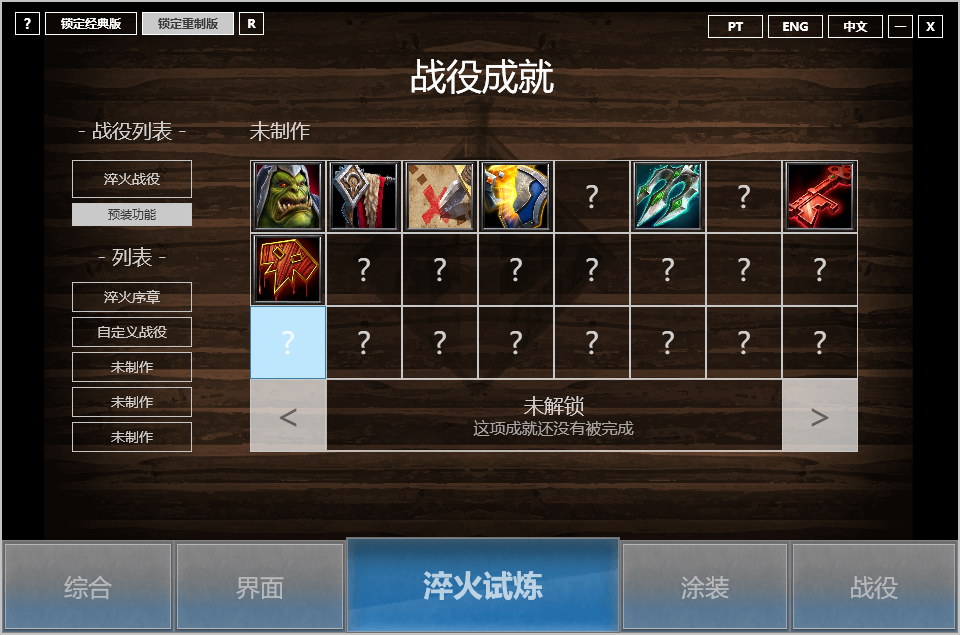 ? 锁定经典版 锁定重制版 R PT ENG 中文 — X
战役成就
- 战役列表 -
淬火战役
预装功能
- 列表 -
淬火序章
自定义战役
未制作
未制作
未制作
未制作
? ?
? ? ? ? ? ? ?
? ? ? ? ? ? ? ?
< 未解锁 >
这项成就还没有被完成
综合 界面 淬火试炼 涂装 战役